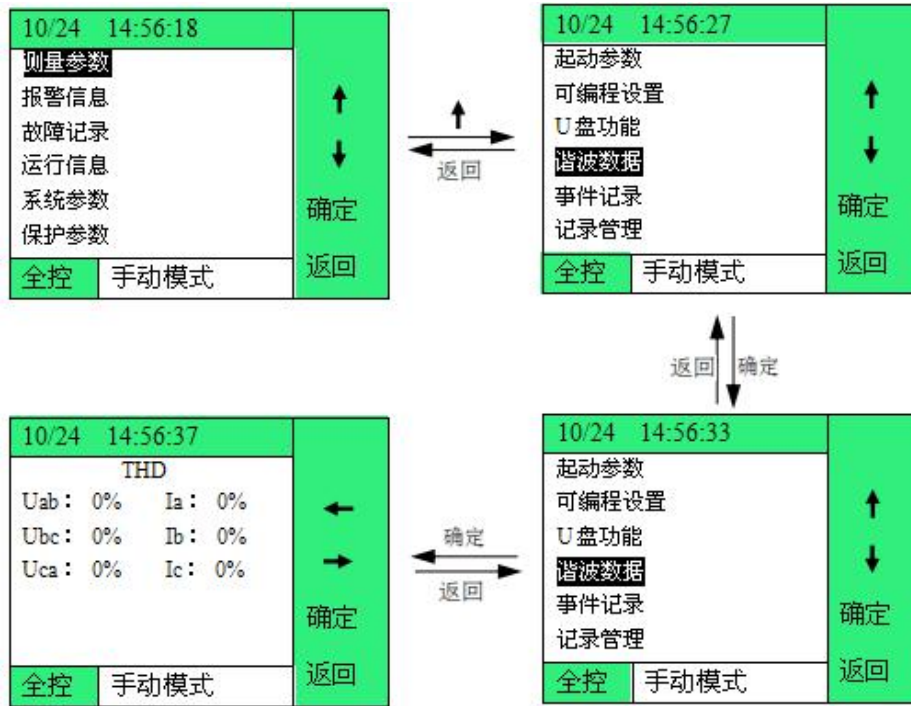 10/24 14:56:18
测量参数
报警信息
故障记录
运行信息
系统参数
保护参数
确定
返回
全控 手动模式
返回
10/24 14:56:27
起动参数
可编程设置
U盘功能
谐波数据
事件记录
记录管理
确定
返回
全控 手动模式
返回 确定
10/24 14:56:37
THD
Uab: 0% Ia: 0%
Ubc: 0% Ib: 0%
Uca: 0% Ic: 0%
确定
返回
全控 手动模式
确定
返回
10/24 14:56:33
起动参数
可编程设置
U盘功能
谐波数据
事件记录
记录管理
确定
返回
全控 手动模式